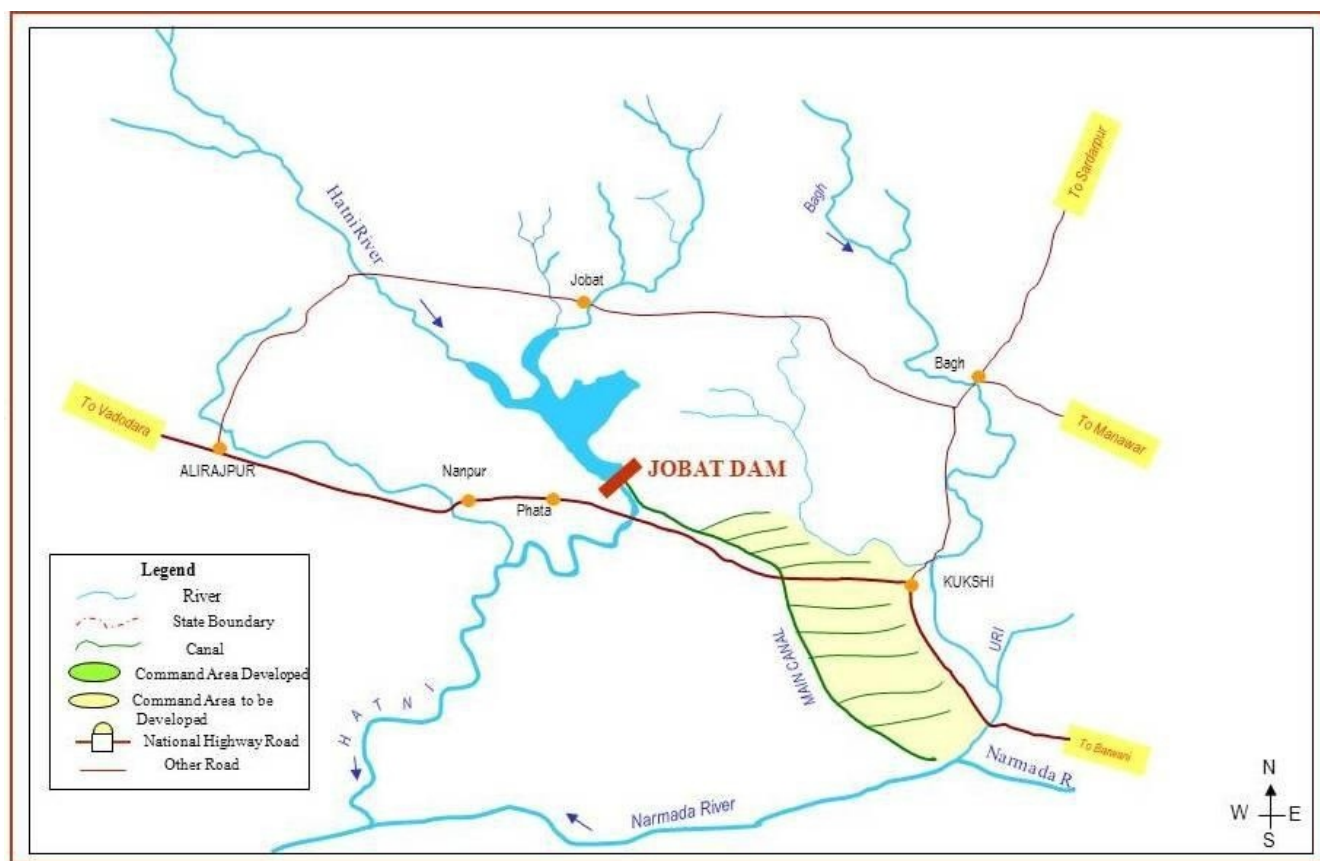 To Sardarpur
Bagh
Hatni River
Jobat
Bagh
To Vadodara
To Manawar
ALIRAJPUR
Nanpur
JOBAT DAM
Phata
KUKSHI
Legend
River
State Boundary
Canal
Command Area Developed
Command Area to be
Developed
National Highway Road
Other Road
MAIN CANAL
URI
HATNI
To Barwani
Narmada R.
Narmada River
N
W E
S